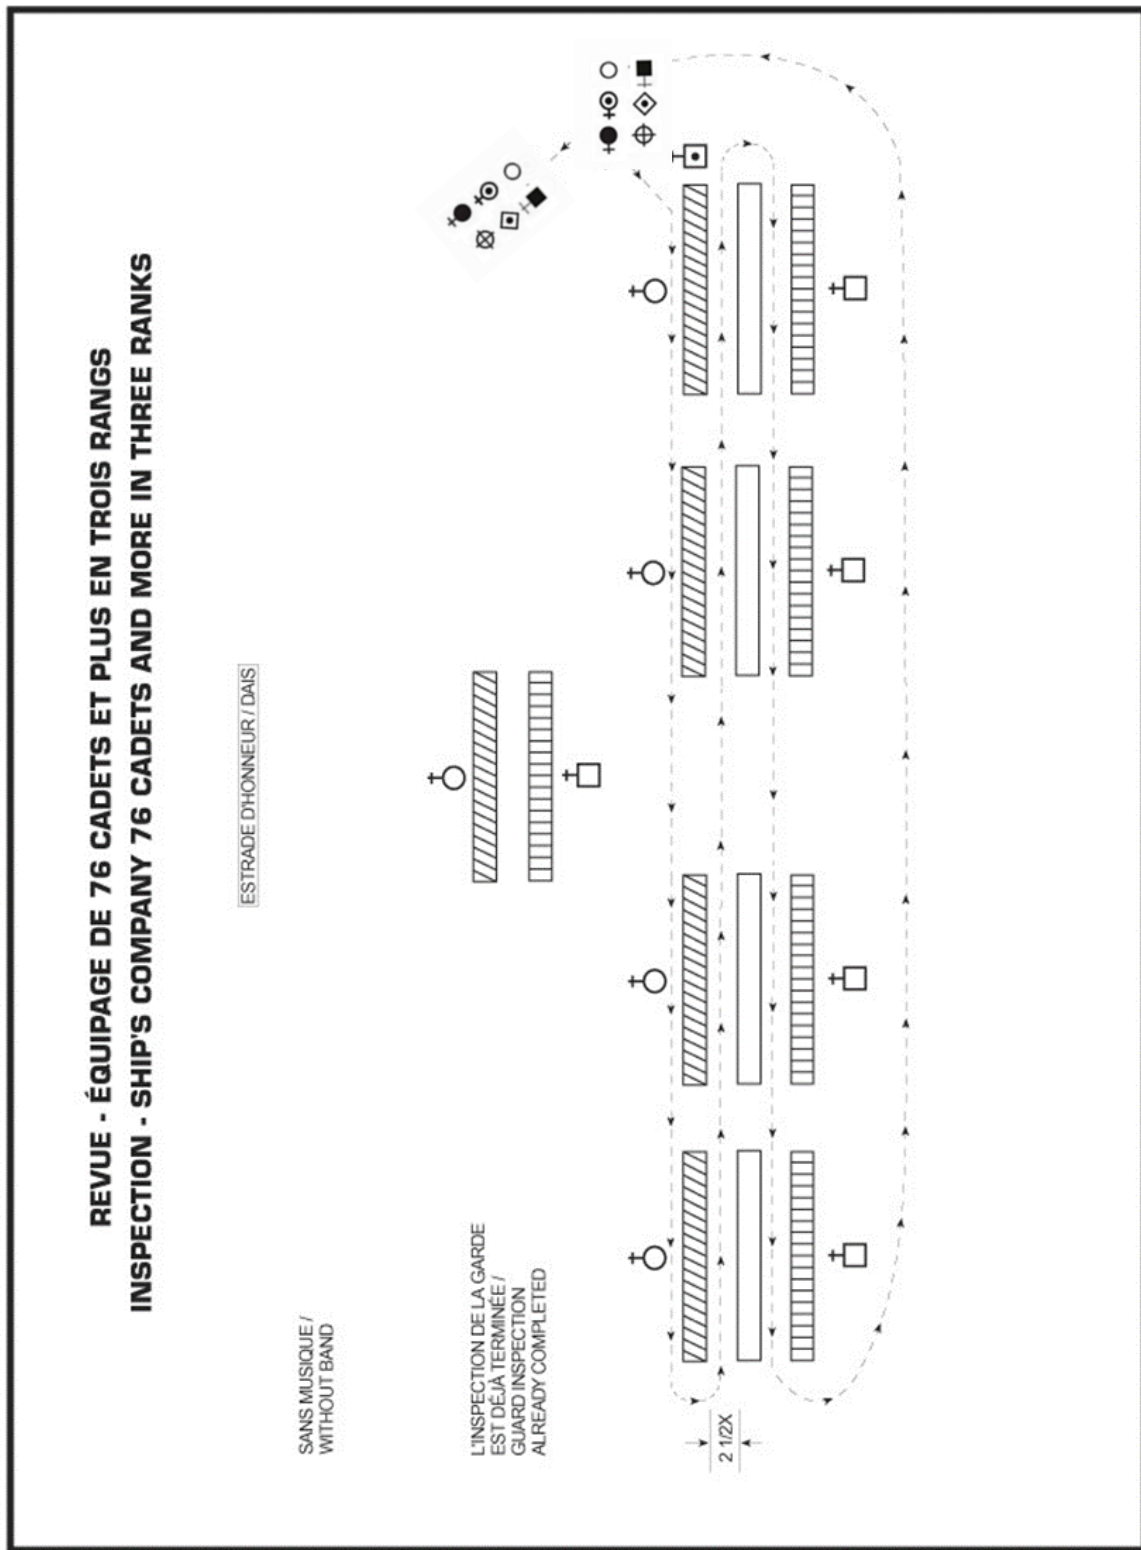 REVUE - ÉQUIPAGE DE 76 CADETS ET PLUS EN TROIS RANGS
INSPECTION - SHIP'S COMPANY 76 CADETS AND MORE IN THREE RANKS
ESTRADE D'HONNEUR / DAIS
SANS MUSIQUE /
WITHOUT BAND
L'INSPECTION DE LA GARDE
EST DÉJÀ TERMINÉE /
GUARD INSPECTION
ALREADY COMPLETED
2 1/2X